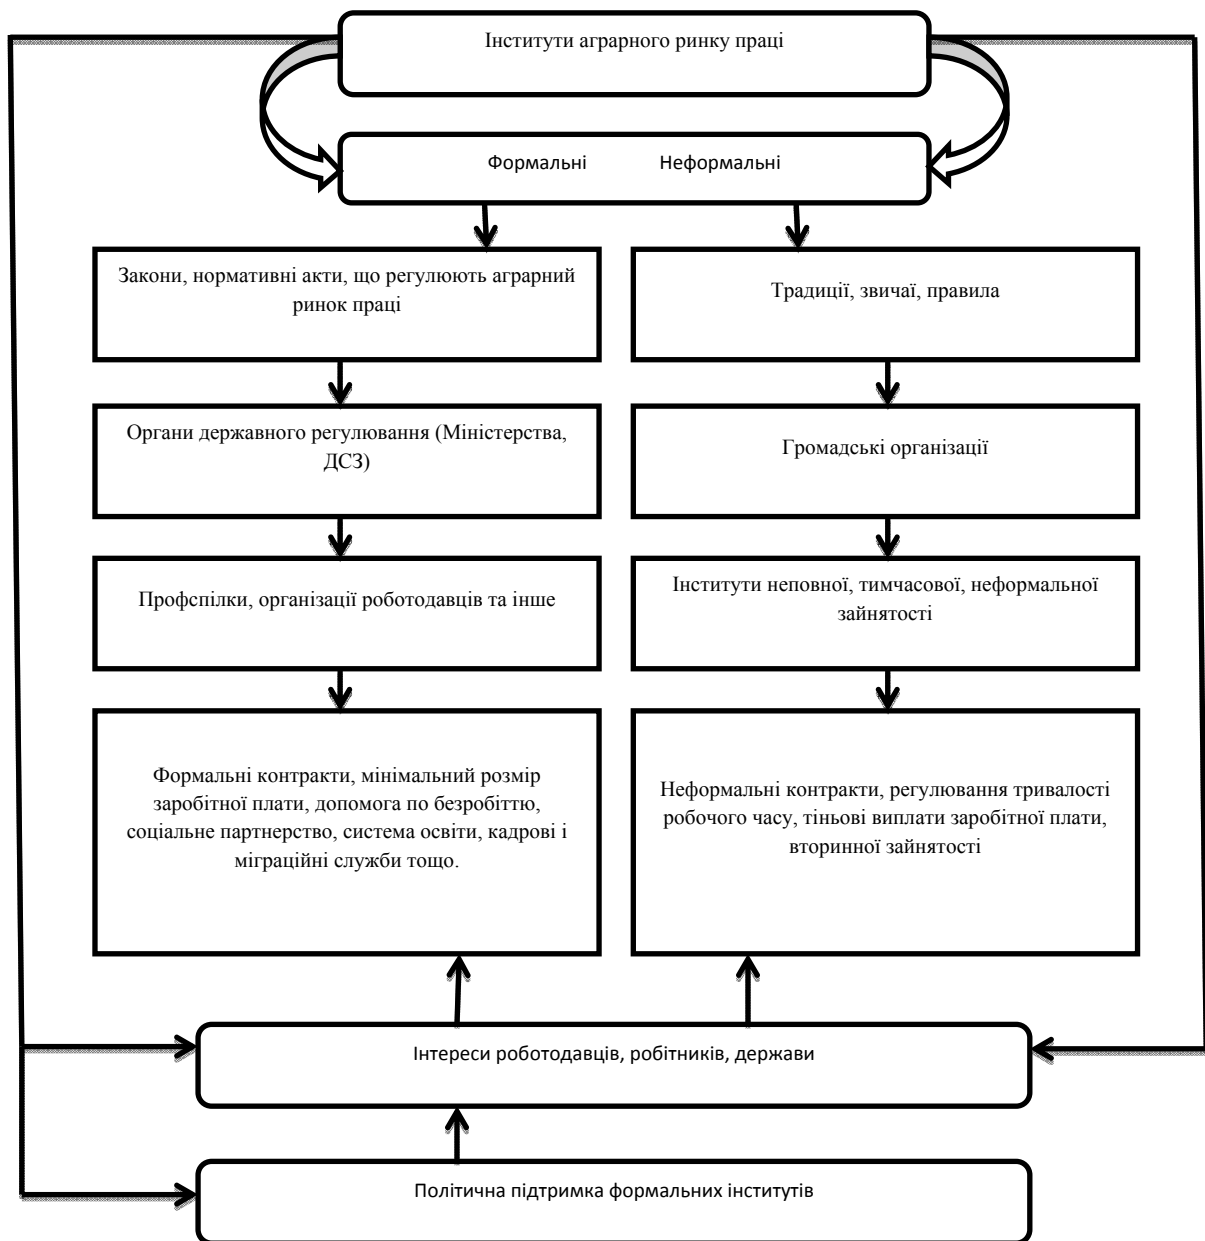 Інститути аграрного ринку праці
Формальні Неформальні
Закони, нормативні акти, що регулюють аграрний
ринок праці
Традиції, звичаї, правила
Органи державного регулювання (Міністерства,
ДСЗ)
Громадські організації
Профспілки, організації роботодавців та інше
Інститути неповної, тимчасової, неформальної
зайнятості
Формальні контракти, мінімальний розмір
заробітної плати, допомога по безробіттю,
соціальне партнерство, система освіти, кадрові і
міграційні служби тощо.
Неформальні контракти, регулювання тривалості
робочого часу, тіньові виплати заробітної плати,
вторинної зайнятості
Інтереси роботодавців, робітників, держави
Політична підтримка формальних інститутів